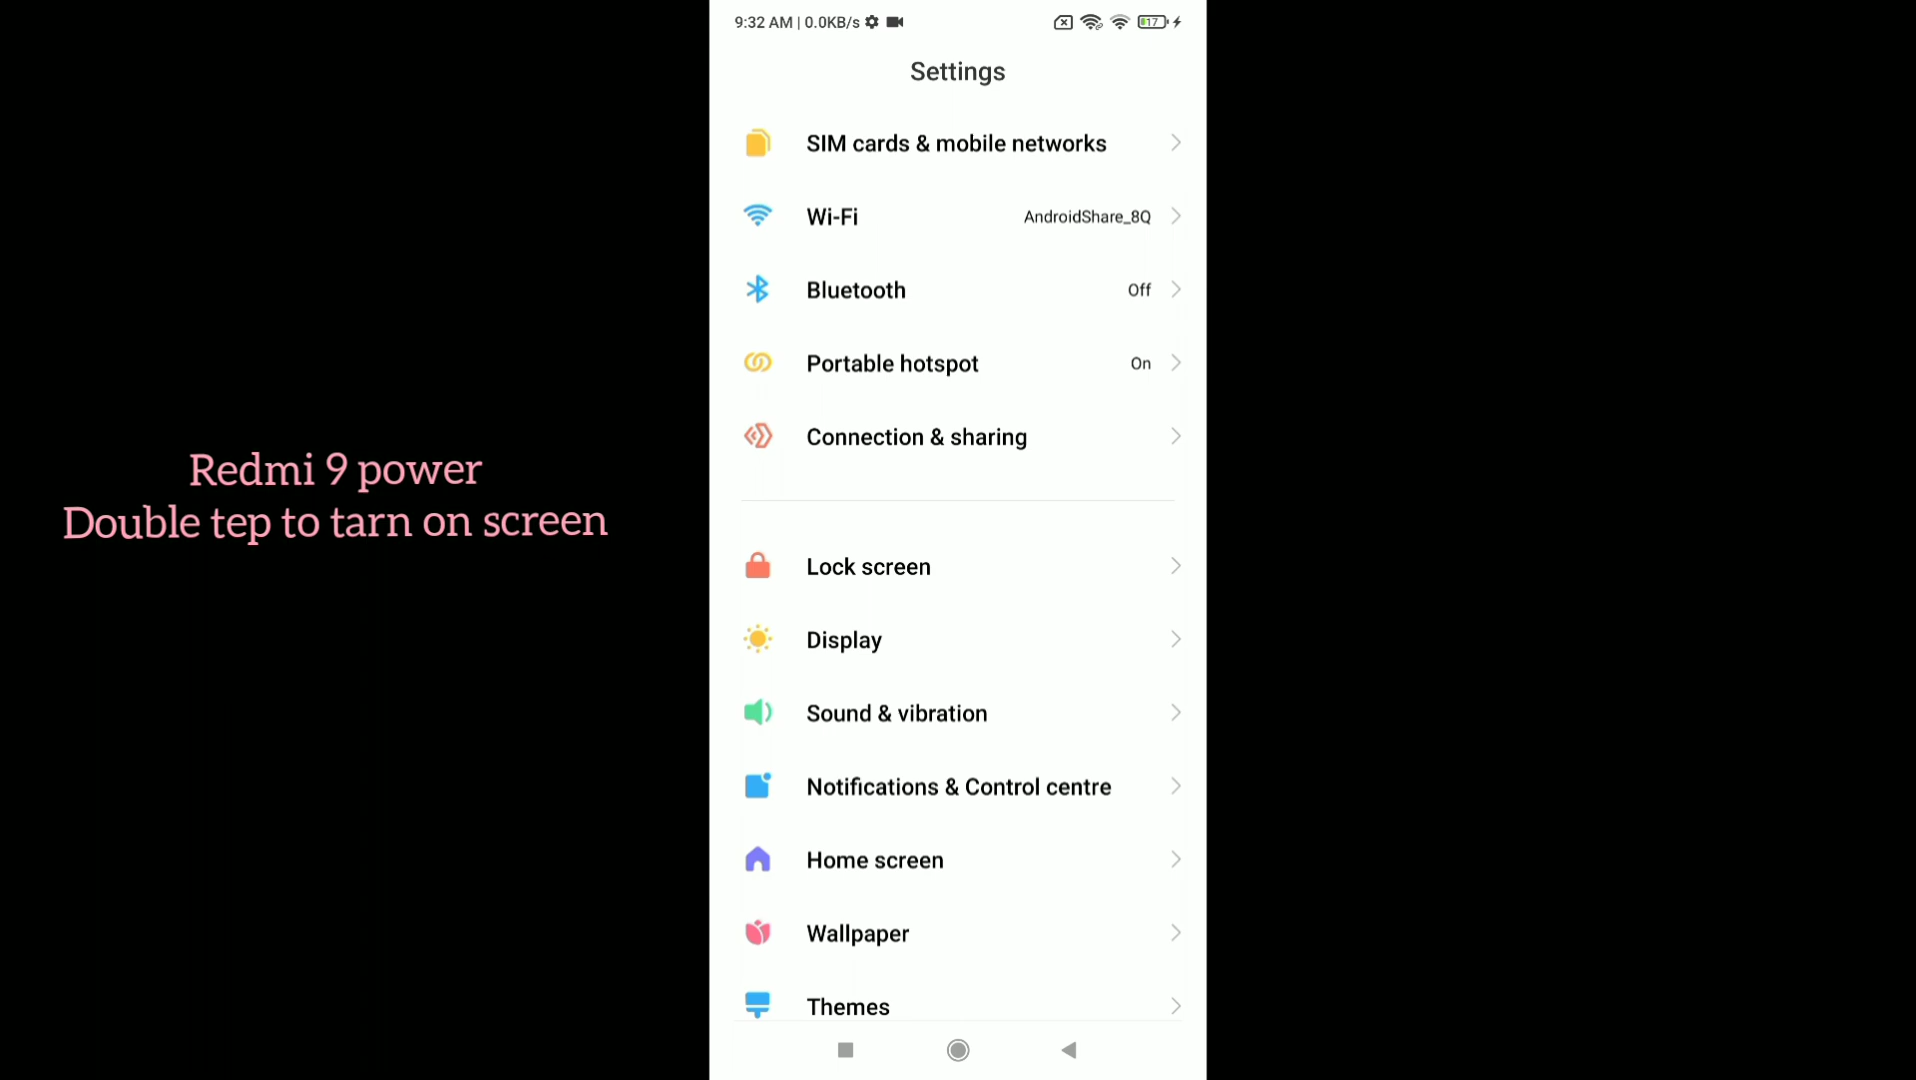 9:32 AM | 0.0KB/s
17
Settings
SIM cards & mobile networks
Wi-Fi AndroidShare_8Q
Bluetooth Off
Portable hotspot On
Connection & sharing
Redmi 9 power
Double tep to tarn on screen
Lock screen
Display
Sound & vibration
Notifications & Control centre
Home screen
Wallpaper
Themes